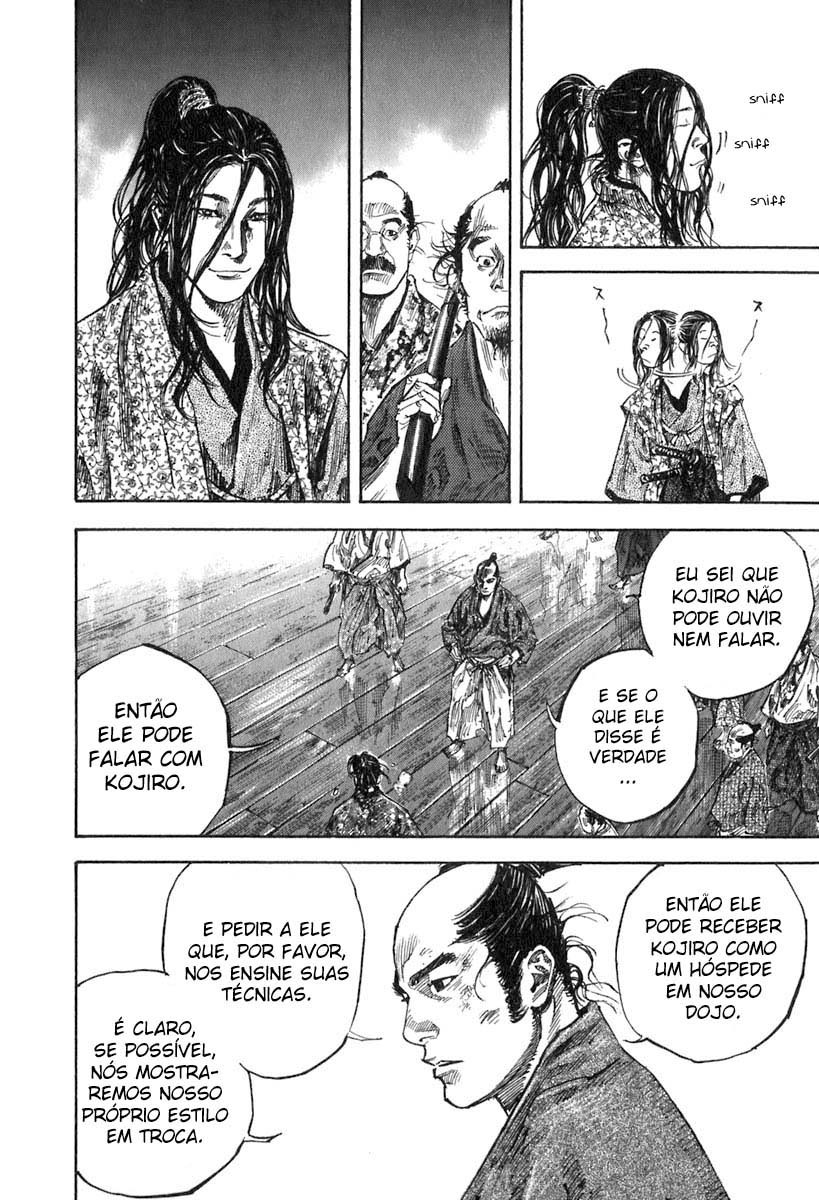 sniff
sniff
sniff
ス
ス
EU SEI QUE
KOJIRO NÃO
PODE OUVIR
NEM FALAR.
E SE O
QUE ELE
DISSE É
VERDADE
...
ENTÃO
ELE PODE
FALAR COM
KOJIRO.
ENTÃO ELE
PODE RECEBER
KOJIRO COMO
UM HÓSPEDE
EM NOSSO
DOJO.
E PEDIR A ELE
QUE, POR FAVOR,
NOS ENSINE SUAS
TÉCNICAS.
É CLARO,
SE POSSÍVEL,
NÓS MOSTRA-
REMOS NOSSO
PRÓPRIO ESTILO
EM TROCA.